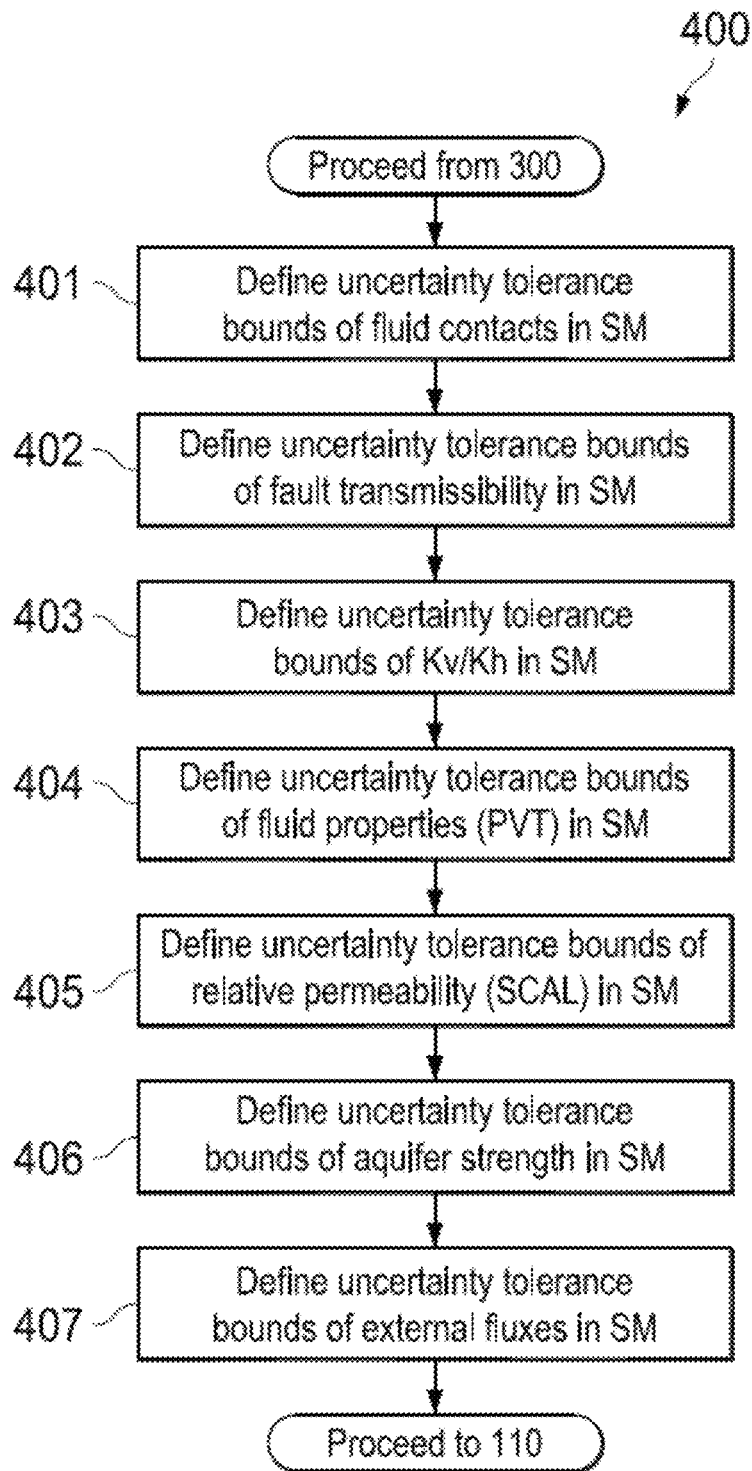 400
Proceed from 300
401
Define uncertainty tolerance
bounds of fluid contacts in SM
402
Define uncertainty tolerance bounds
of fault transmissibility in SM
403
Define uncertainty tolerance
bounds of Kv/Kh in SM
404
Define uncertainty tolerance bounds
of fluid properties (PVT) in SM
405
Define uncertainty tolerance bounds of
relative permeability (SCAL) in SM
406
Define uncertainty tolerance
bounds of aquifer strength in SM
407
Define uncertainty tolerance
bounds of external fluxes in SM
Proceed to 110